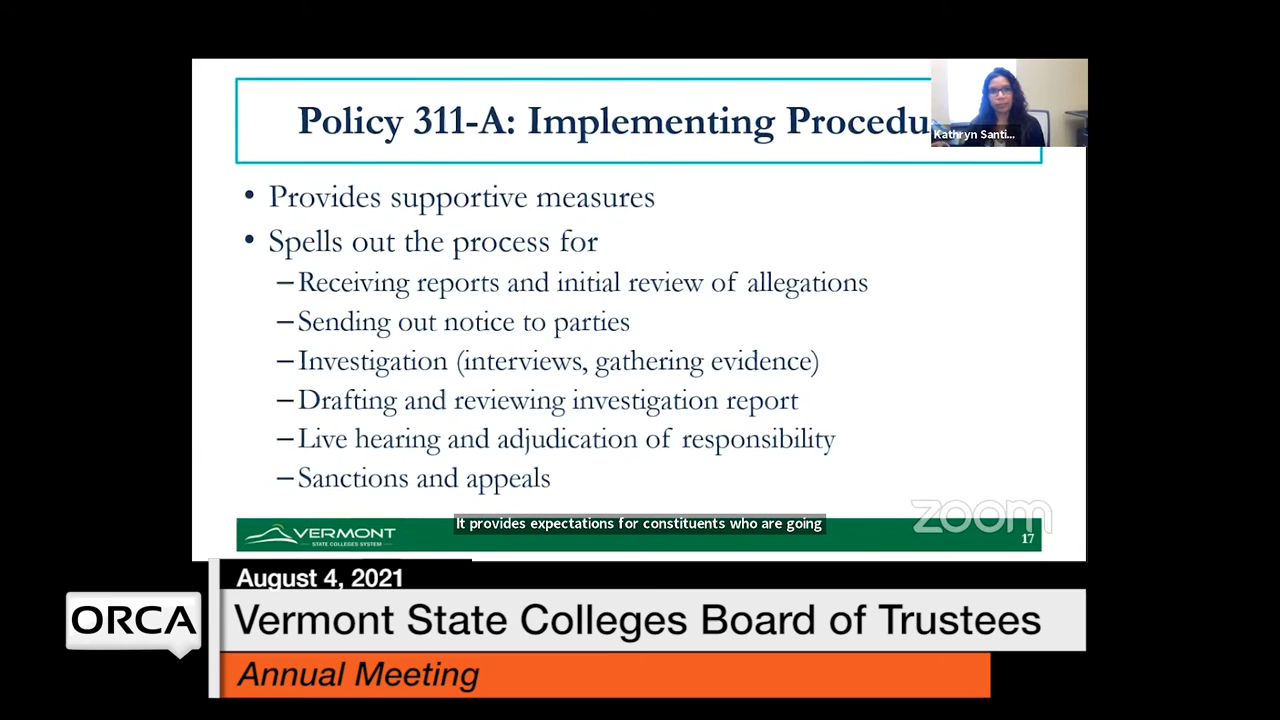 Policy 311-A: Implementing Procedu
Kathryn Santi...
• Provides supportive measures
• Spells out the process for
–Receiving reports and initial review of allegations
–Sending out notice to parties
–Investigation (interviews, gathering evidence)
–Drafting and reviewing investigation report
–Live hearing and adjudication of responsibility
–Sanctions and appeals
VERMONT
STATE COLLEGES SYSTEM
It provides expectations for constituents who are going
zoom
17
August 4, 2021
ORCA
Vermont State Colleges Board of Trustees
Annual Meeting